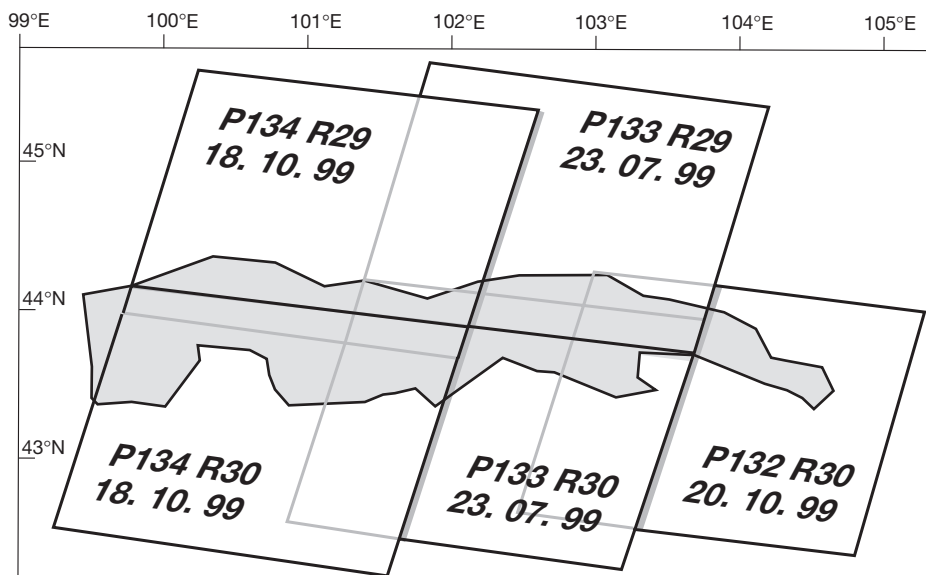 99°E 100°E 101°E 102°E 103°E 104°E 105°E
45°N
44°N
43°N
P134 R29
18. 10. 99
P133 R29
23. 07. 99
P134 R30
18. 10. 99
P133 R30
23. 07. 99
P132 R30
20. 10. 99